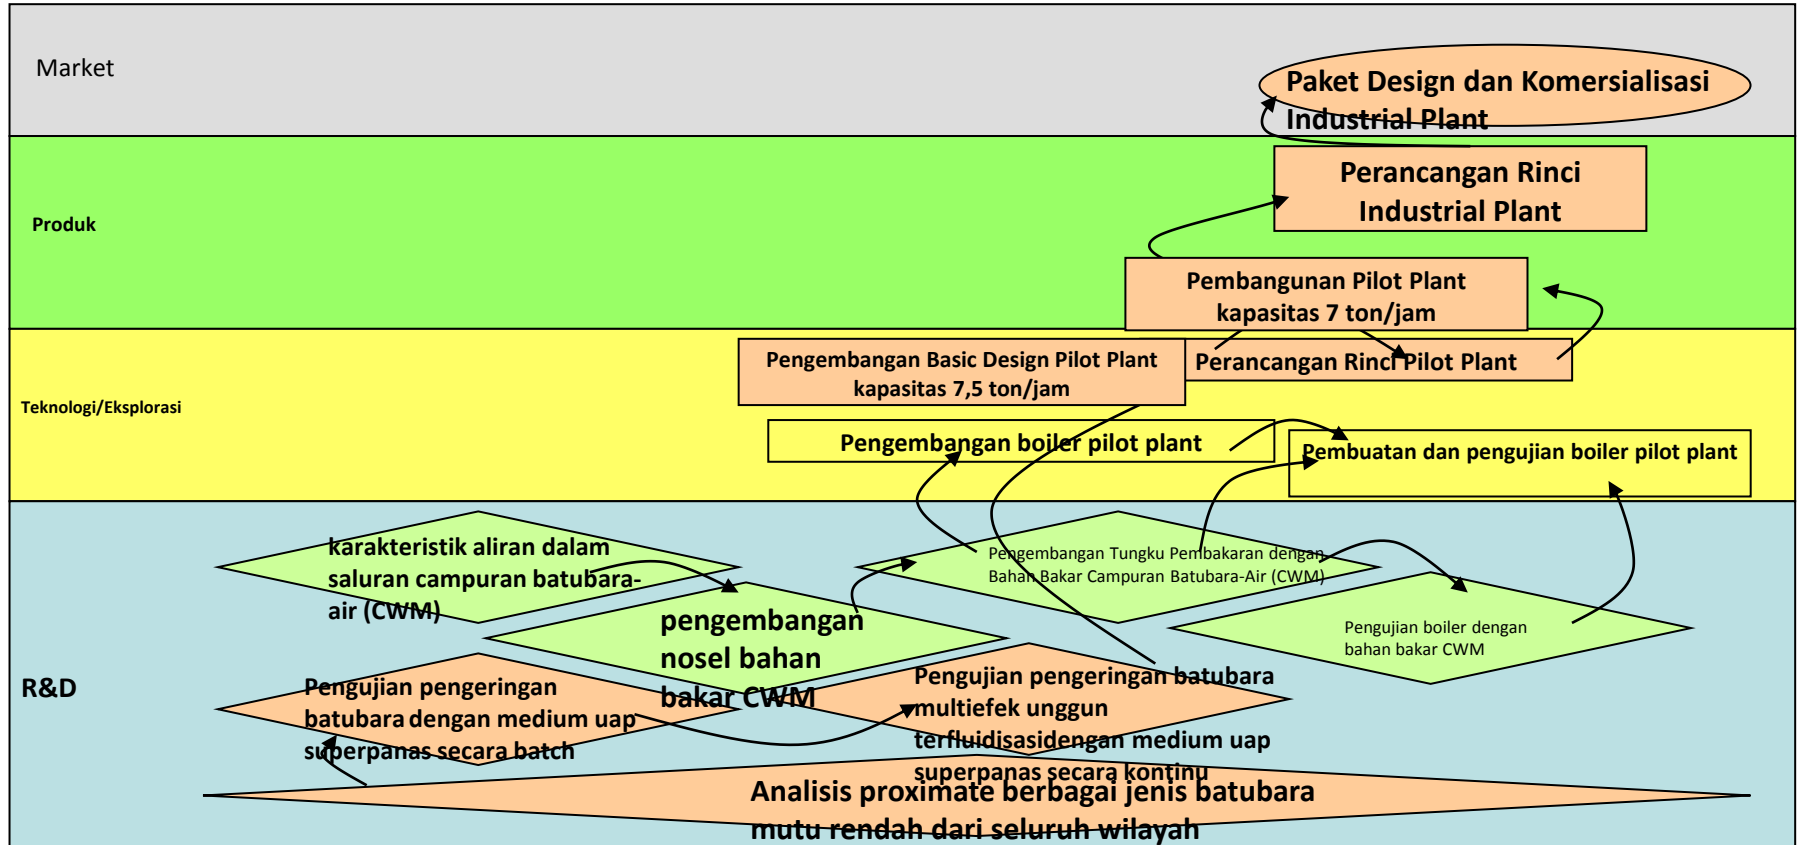 Market
Paket Design dan Komersialisasi
Industrial Plant
Perancangan Rinci
Industrial Plant
Produk
Pembangunan Pilot Plant
kapasitas 7 ton/jam
Pengembangan Basic Design Pilot Plant
kapasitas 7,5 ton/jam
Perancangan Rinci Pilot Plant
Teknologi/Eksplorasi
Pengembangan boiler pilot plant
Pembuatan dan pengujian boiler pilot plant
karakteristik aliran dalam
saluran campuran batubara-
air (CWM)
Pengembangan Tungku Pembakaran dengan
Bahan Bakar Campuran Batubara-Air (CWM)
pengembangan
nosel bahan
bakar CWM
Pengujian boiler dengan
bahan bakar CWM
R&D
Pengujian pengeringan
batubara dengan medium uap
superpanas secara batch
Pengujian pengeringan batubara
multiefek unggun
terfluidisasidengan medium uap
superpanas secara kontinu
Analisis proximate berbagai jenis batubara
mutu rendah dari seluruh wilayah